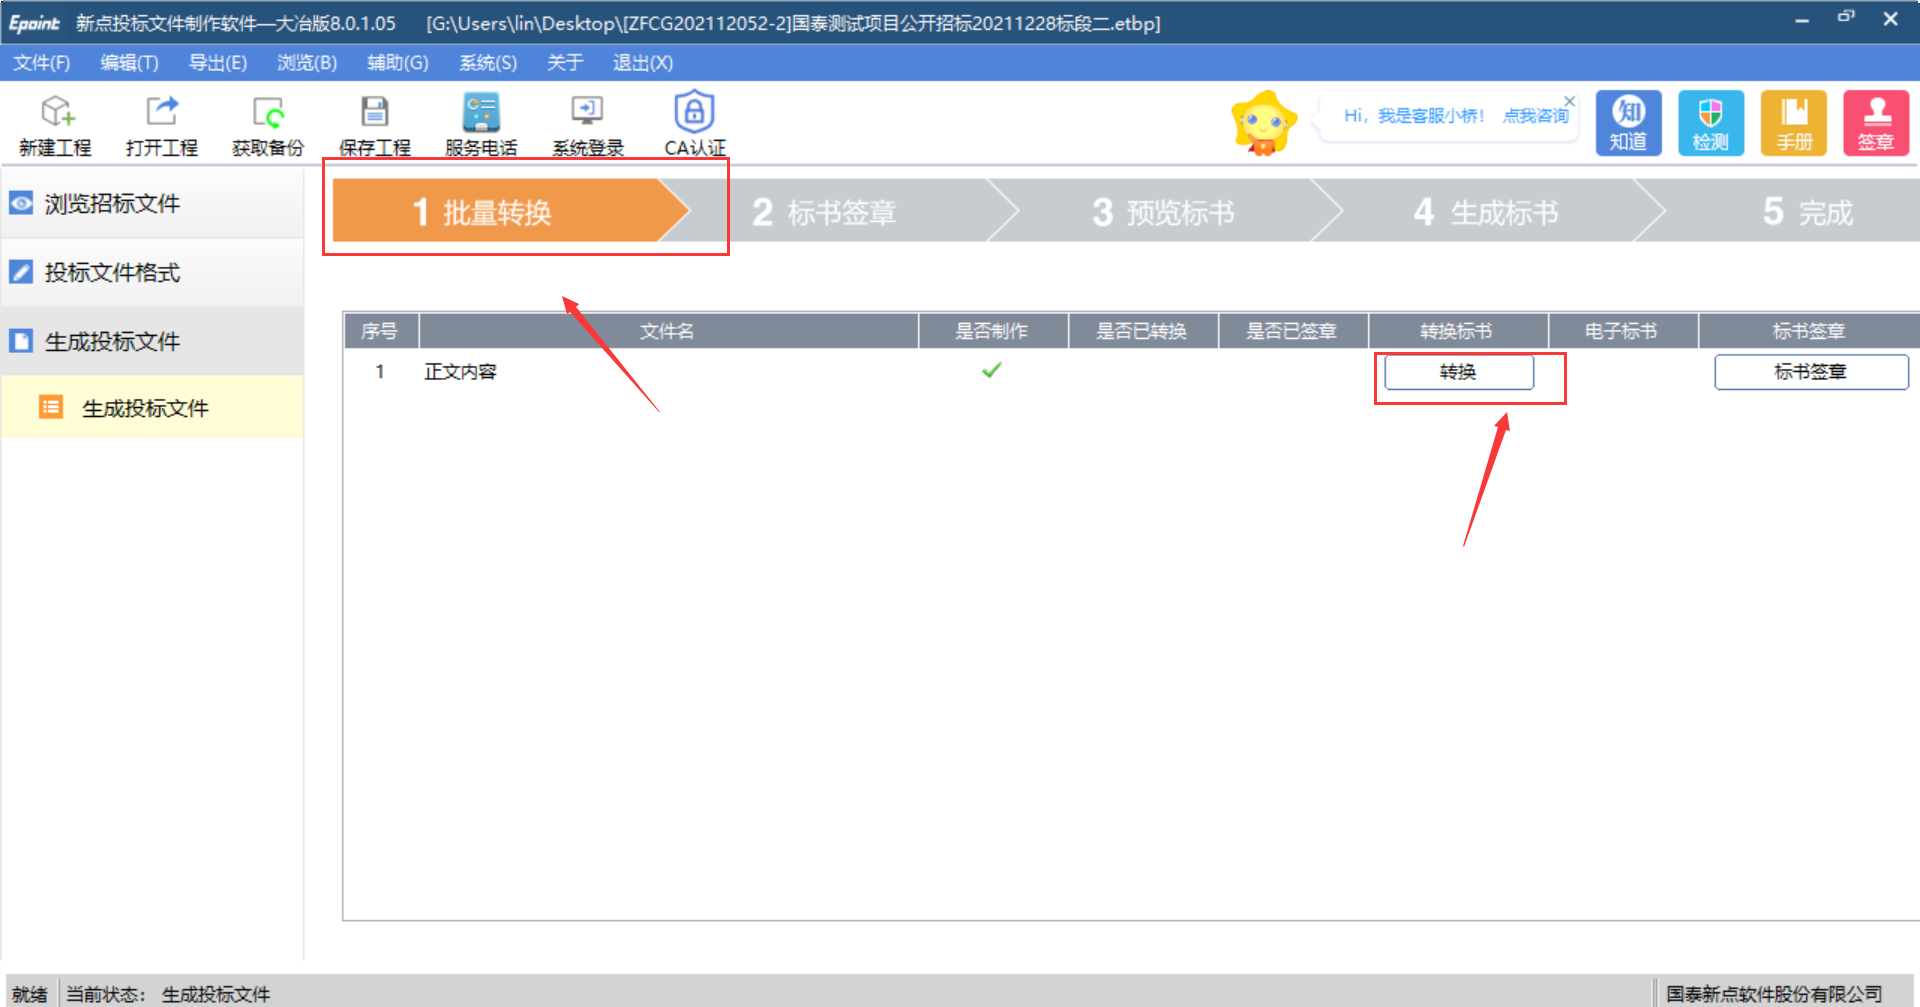 Epoint 新点投标文件制作软件—大冶版8.0.1.05 [G:\Users\lin\Desktop\[ZFCG202112052-2]国泰测试项目公开招标20211228标段二.etbp]
文件(F) 编辑(T) 导出(E) 浏览(B) 辅助(G) 系统(S) 关于 退出(X)
新建工程 打开工程 获取备份 保存工程 服务电话 系统登录 CA认证
Hi，我是客服小桥！ 点我咨询
知 知道 检测 手册 签章
浏览招标文件
投标文件格式
生成投标文件
生成投标文件
1 批量转换 2 标书签章 3 预览标书 4 生成标书 5 完成
序号 文件名 是否制作 是否已转换 是否已签章 转换标书 电子标书 标书签章
1 正文内容 转换 标书签章
就绪 当前状态： 生成投标文件 国泰新点软件股份有限公司